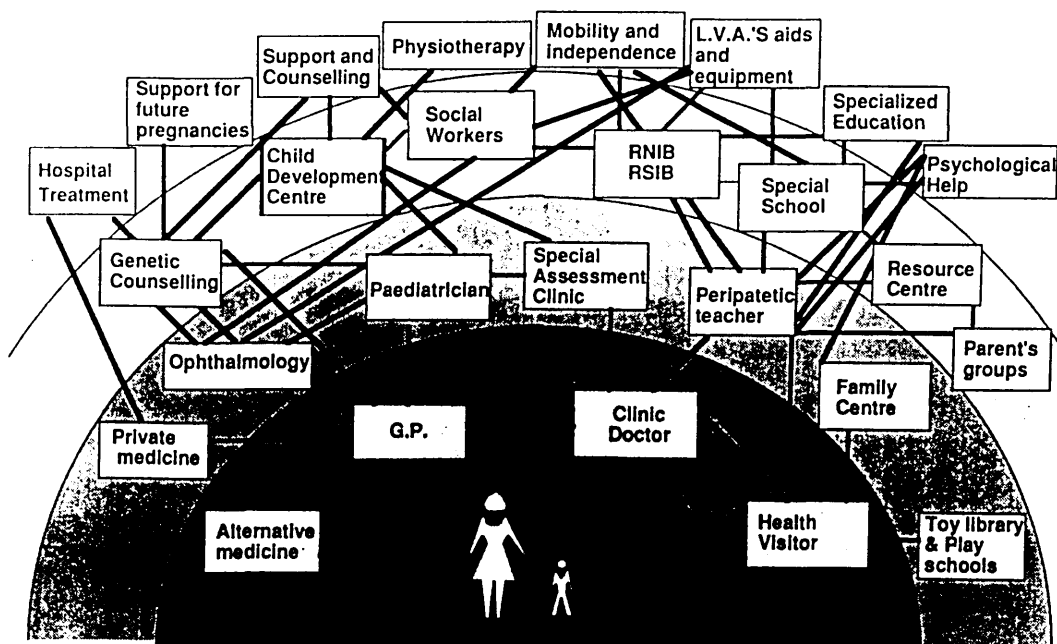 Support and
Counselling
Physiotherapy
Mobility and
independence
L.V.A.'S aids
and
equipment
Support for
future
pregnancies
Social
Workers
Specialized
Education
Hospital
Treatment
Child
Development
Centre
RNIB
RSIB
Special
School
Psychological
Help
Genetic
Counselling
Paediatrician
Special
Assessment
Clinic
Peripatetic
teacher
Resource
Centre
Ophthalmology
Parent's
groups
Family
Centre
Private
medicine
G.P.
Clinic
Doctor
Alternative
medicine
Health
Visitor
Toy library
& Play
schools